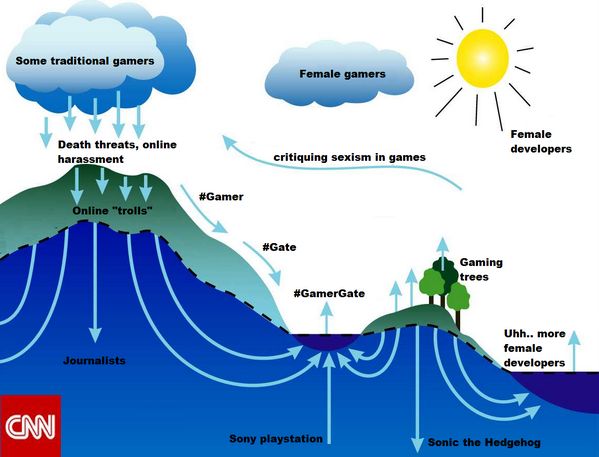 Some traditional gamers
Female gamers
Death threats, online
harassment
Female
developers
critiquing sexism in games
Online "trolls"
#Gamer
#Gate
#GamerGate
Gaming
trees
Uhh.. more
female
developers
Journalists
Sony playstation
Sonic the Hedgehog
CNN